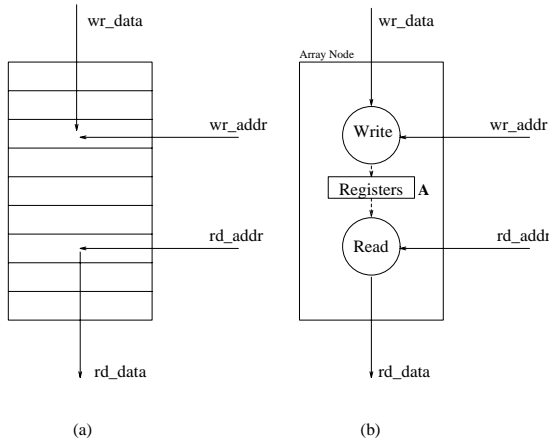 wr_data
wr_addr
rd_addr
rd_data
(a)
wr_data
Array Node
Write
wr_addr
Registers A
Read
rd_addr
rd_data
(b)